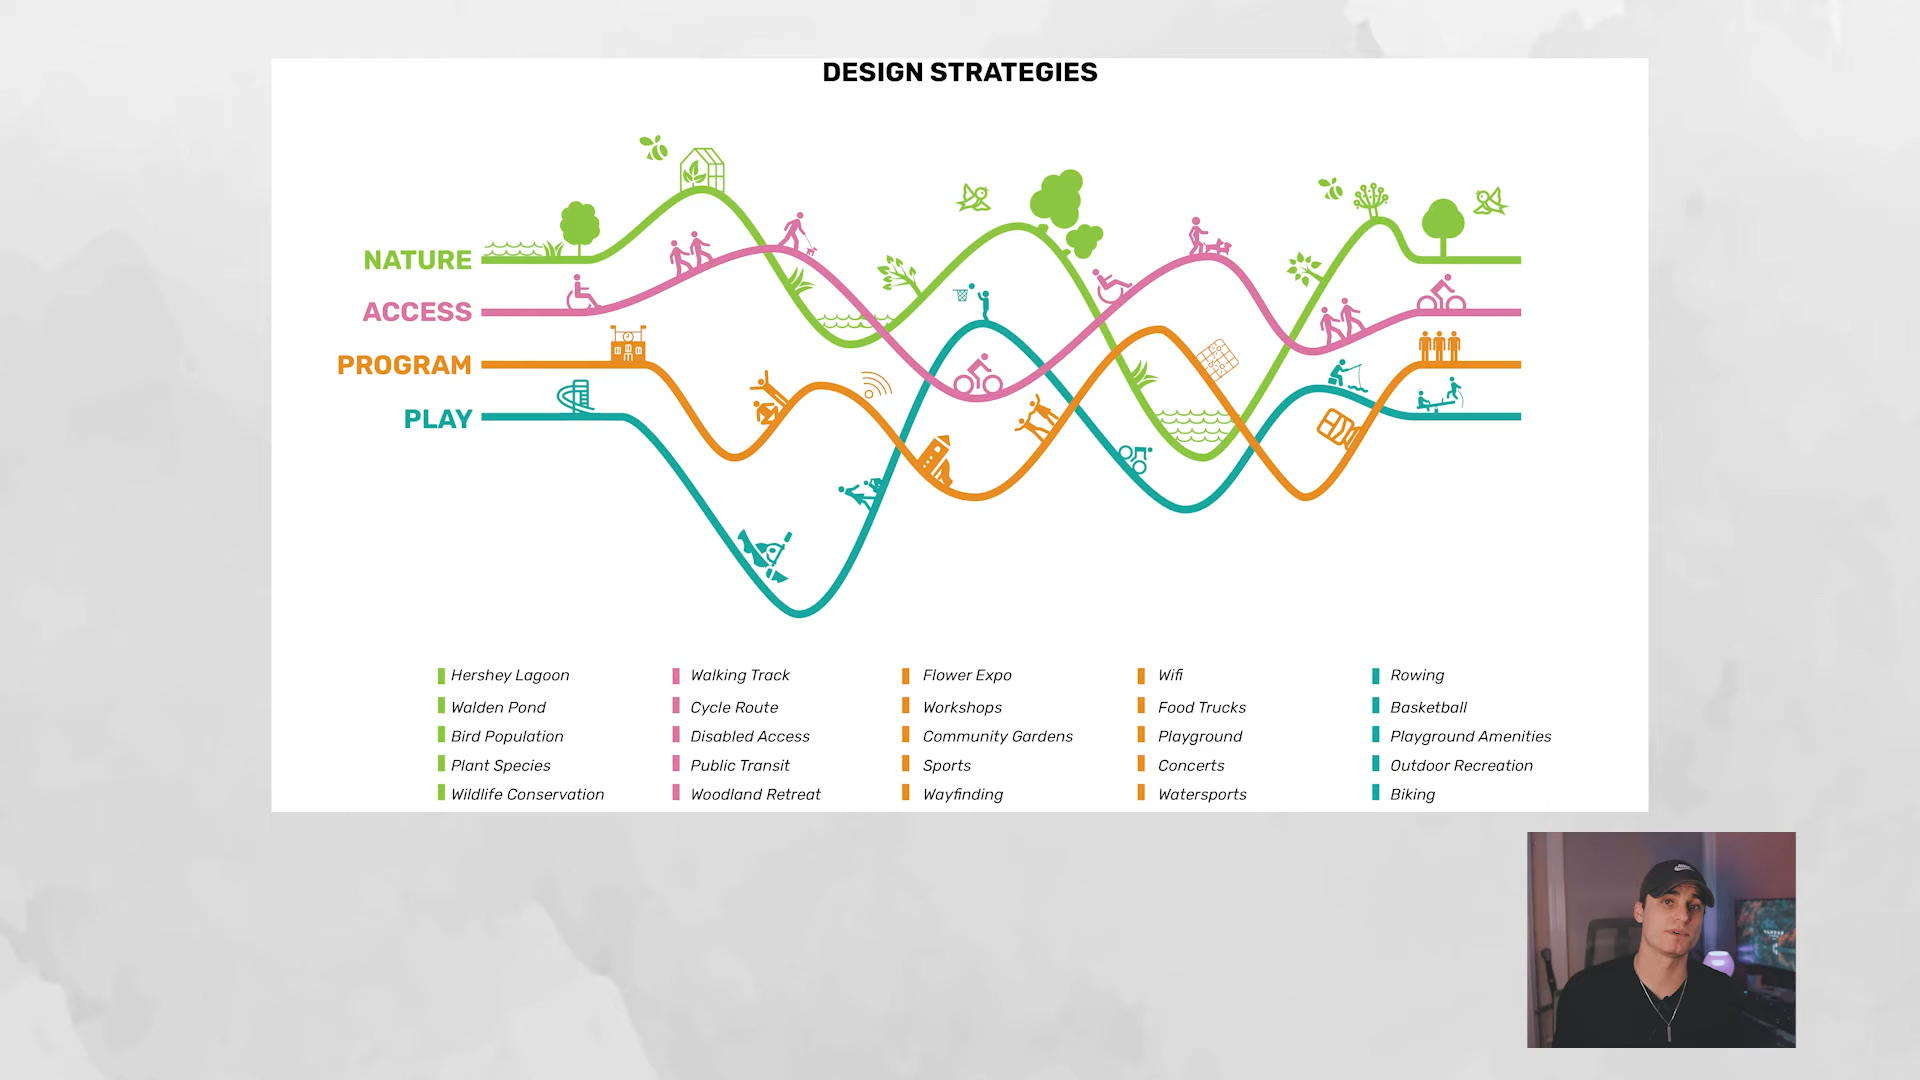 DESIGN STRATEGIES
NATURE
ACCESS
PROGRAM
PLAY
Hershey Lagoon
Walden Pond
Bird Population
Plant Species
Wildlife Conservation
Walking Track
Cycle Route
Disabled Access
Public Transit
Woodland Retreat
Flower Expo
Workshops
Community Gardens
Sports
Wayfinding
Wifi
Food Trucks
Playground
Concerts
Watersports
Rowing
Basketball
Playground Amenities
Outdoor Recreation
Biking